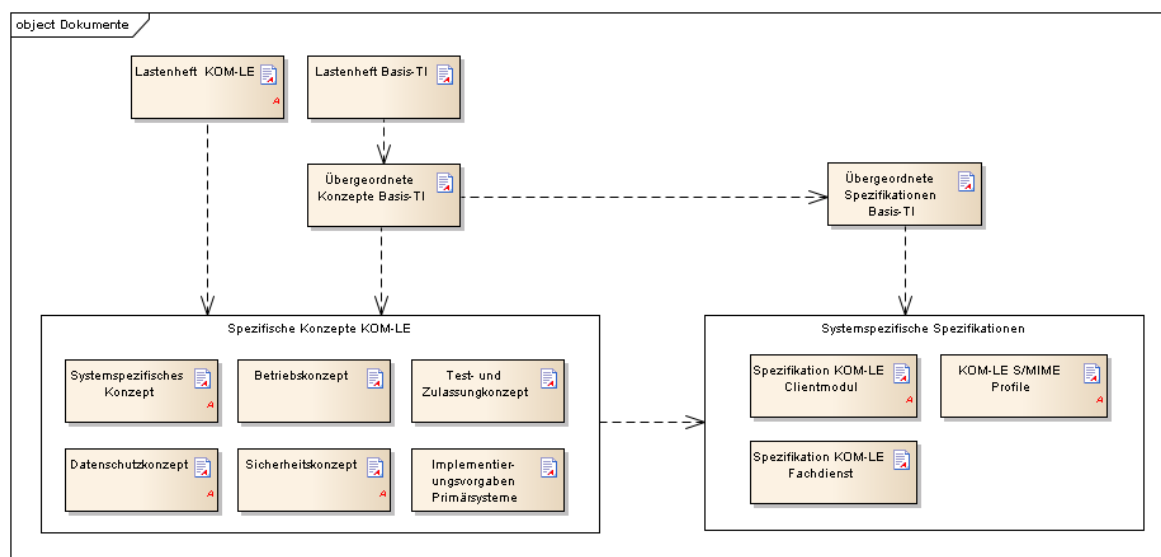 object Dokumente
Lastenheft KOM-LE
A
Lastenheft Basis-TI
Übergeordnete
Konzepte Basis-TI
Übergeordnete
Spezifikationen
Basis-TI
Spezifische Konzepte KOM-LE
Systemspezifisches
Konzept
A
Betriebskonzept
Test- und
Zulassungkonzept
Datenschutzkonzept
A
Sicherheitskonzept
A
Implementier-
ungsvorgaben
Primärsysteme
Systemspezifische Spezifikationen
Spezifikation KOM-LE
Clientmodul
A
KOM-LE S/MIME
Profile
A
Spezifikation KOM-LE
Fachdienst